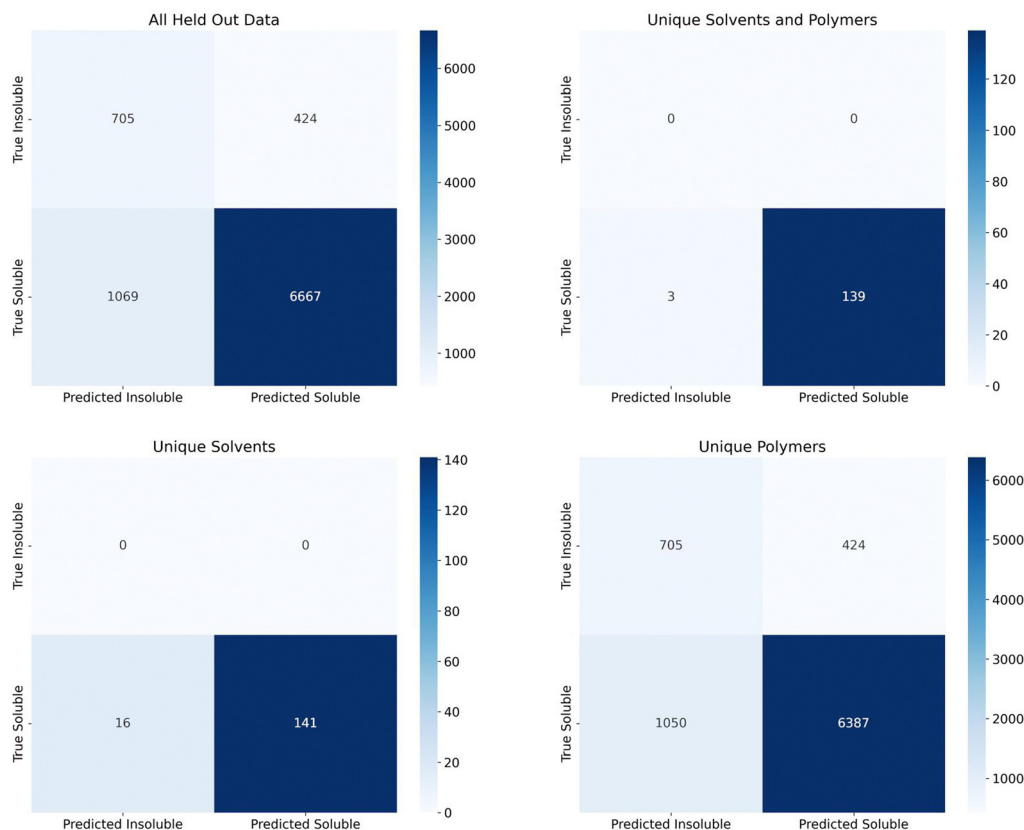 All Held Out Data
True Insoluble
705
424
True Soluble
1069
6667
Predicted Insoluble
Predicted Soluble
6000
5000
4000
3000
2000
1000
Unique Solvents and Polymers
True Insoluble
0
0
True Soluble
3
139
Predicted Insoluble
Predicted Soluble
120
100
80
60
40
20
0
Unique Solvents
True Insoluble
0
0
True Soluble
16
141
Predicted Insoluble
Predicted Soluble
140
120
100
80
60
40
20
0
Unique Polymers
True Insoluble
705
424
True Soluble
1050
6387
Predicted Insoluble
Predicted Soluble
6000
5000
4000
3000
2000
1000